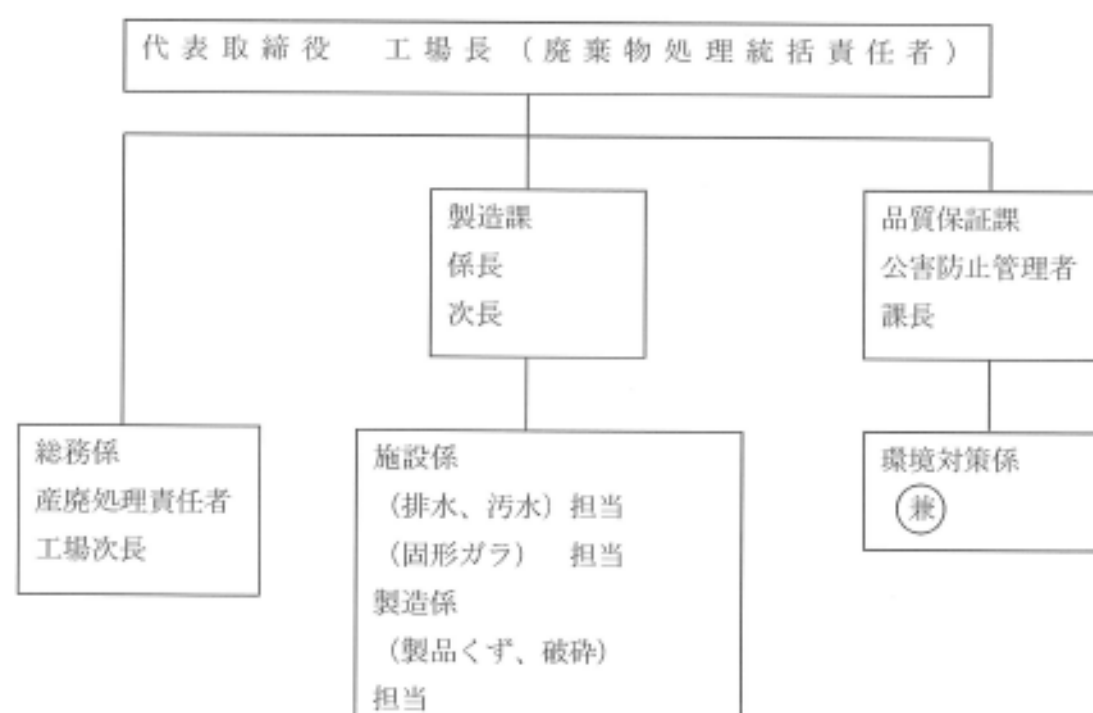 代表取締役　工場長（廃棄物処理統括責任者）
製造課
係長
次長
品質保証課
公害防止管理者
課長
総務係
産廃処理責任者
工場次長
施設係
（排水、汚水）担当
（固形ガラ）　担当
製造係
（製品くず、破砕）
担当
環境対策係
兼